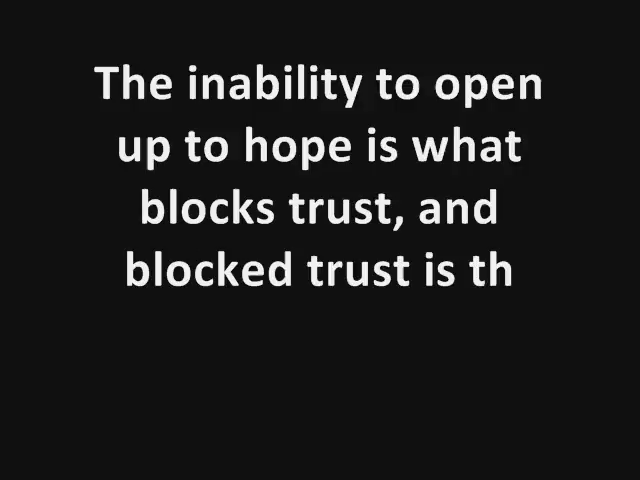 The inability to open
up to hope is what
blocks trust, and
blocked trust is th